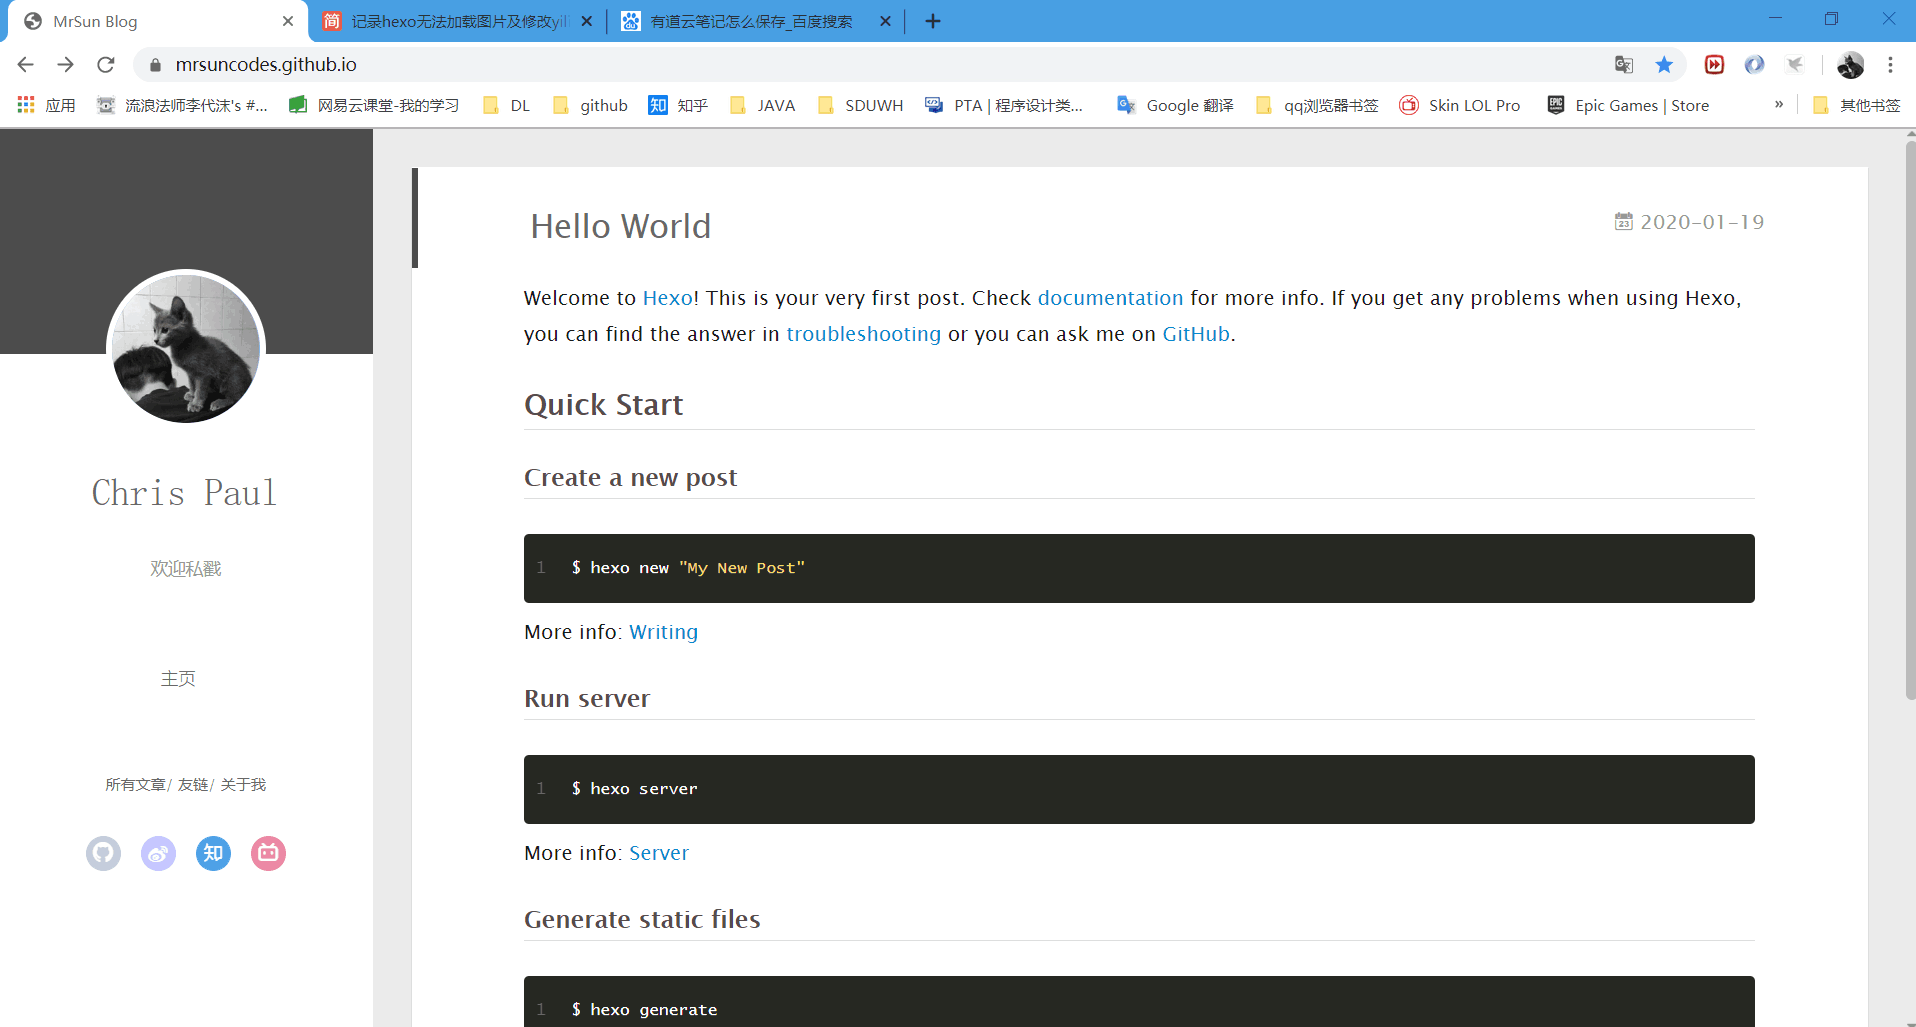 MrSun Blog
简 记录hexo无法加载图片及修改yili
有道云笔记怎么保存_百度搜索
mrsuncodes.github.io
应用
流浪法师李代沫's #...
网易云课堂-我的学习
DL
github
知 知乎
JAVA
SDUWH
PTA | 程序设计类...
Google 翻译
qq浏览器书签
Skin LOL Pro
EPIC GAMES Epic Games | Store
»
其他书签
Chris Paul
欢迎私戳
主页
所有文章/ 友链/ 关于我
知
Hello World
23 2020-01-19
Welcome to Hexo! This is your very first post. Check documentation for more info. If you get any problems when using Hexo,
you can find the answer in troubleshooting or you can ask me on GitHub.
Quick Start
Create a new post
1 $ hexo new "My New Post"
More info: Writing
Run server
1 $ hexo server
More info: Server
Generate static files
1 $ hexo generate